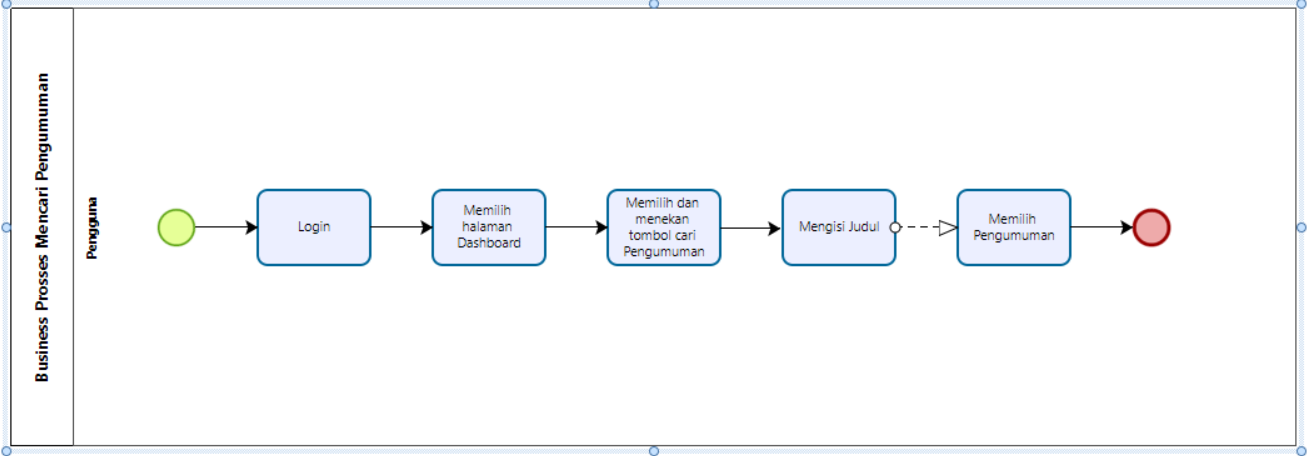 Business Prosses Mencari Pengumuman
Pengguna
Login
Memilih
halaman
Dashboard
Memilih dan
menekan
tombol cari
Pengumuman
Mengisi Judul
Memilih
Pengumuman